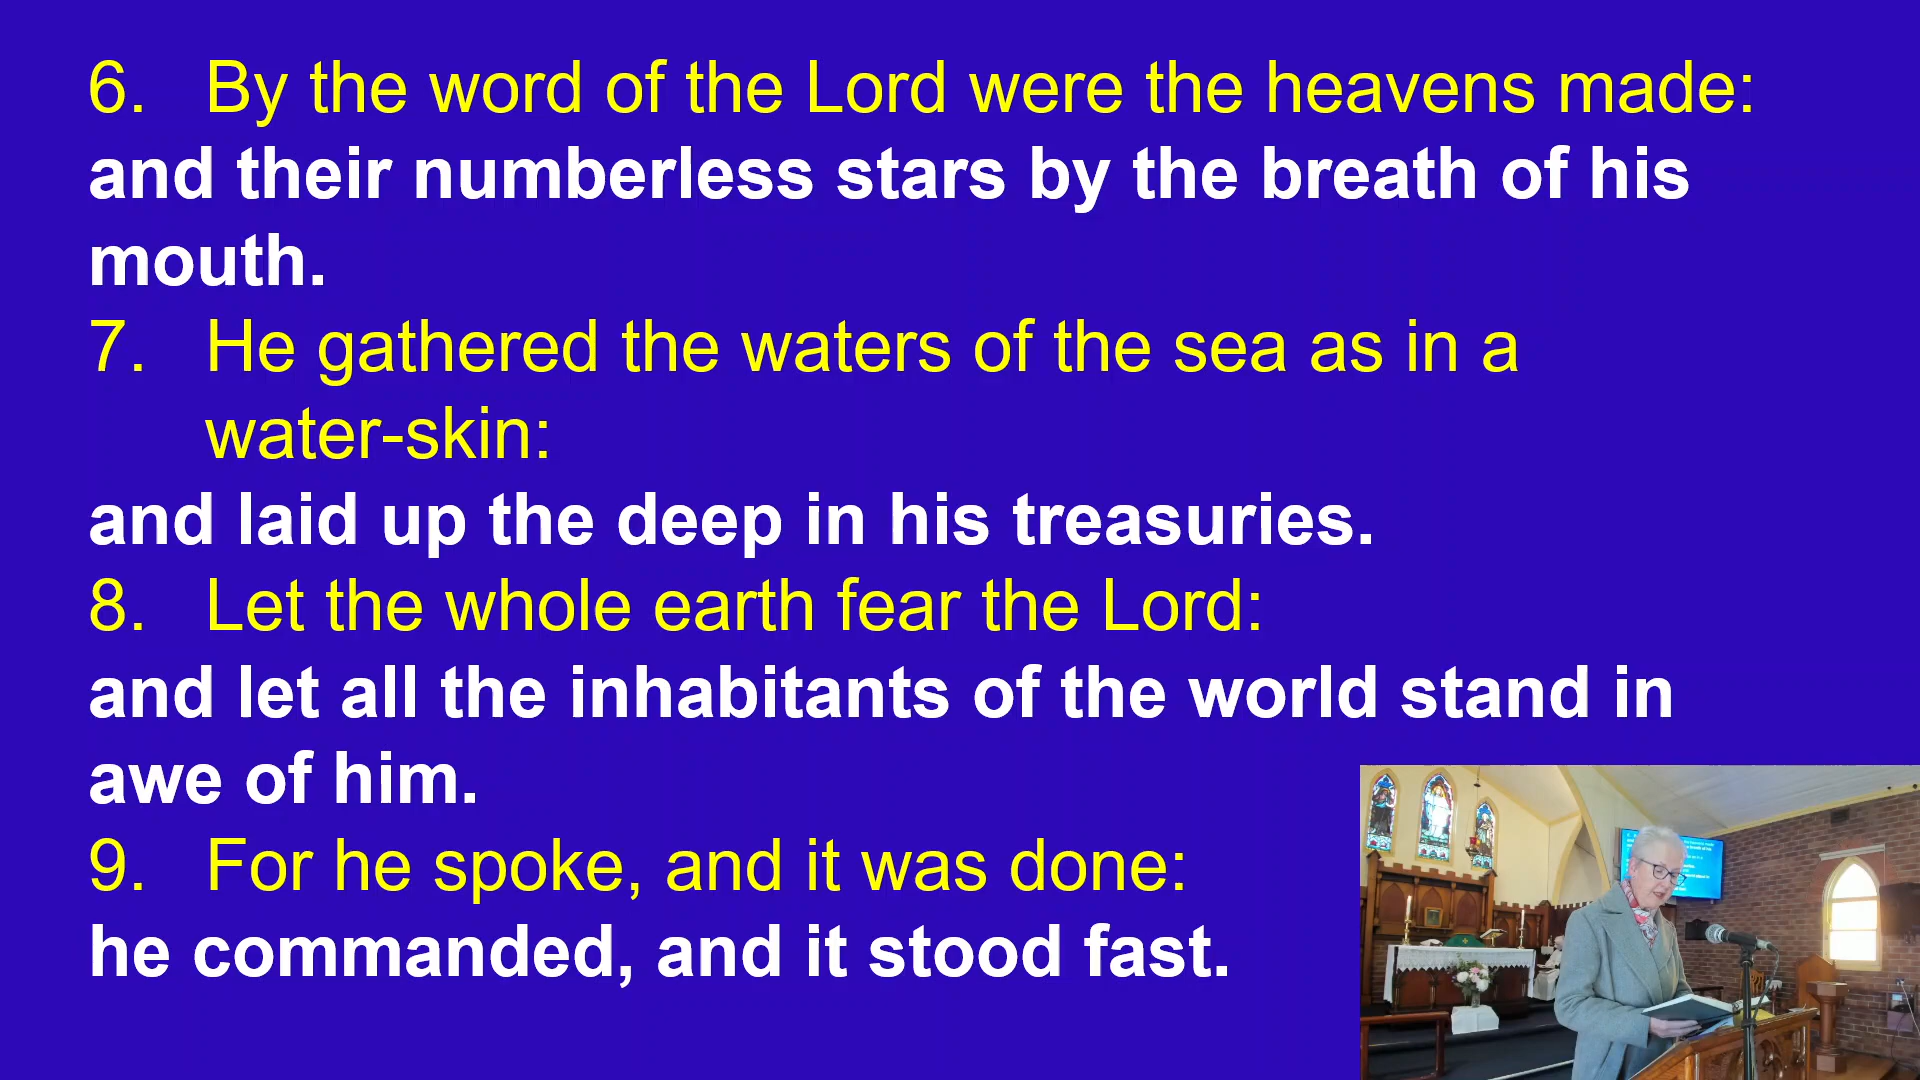 6. By the word of the Lord were the heavens made:
and their numberless stars by the breath of his
mouth.
7. He gathered the waters of the sea as in a
water-skin:
and laid up the deep in his treasuries.
8. Let the whole earth fear the Lord:
and let all the inhabitants of the world stand in
awe of him.
9. For he spoke, and it was done:
he commanded, and it stood fast.